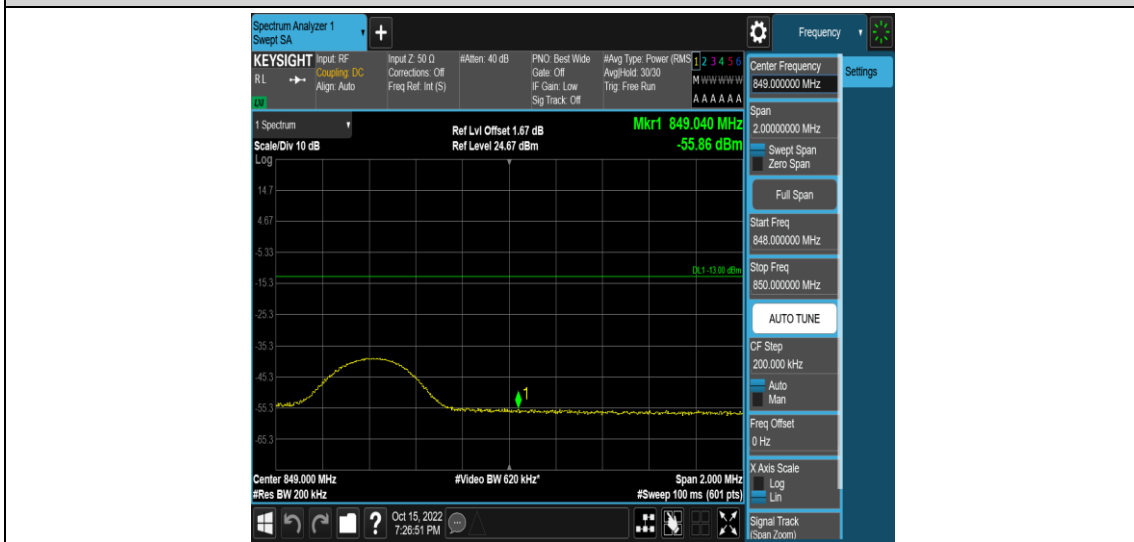 Spectrum Analyzer 1
Swept SA
+
Frequency
KEYSIGHT
RL
Input: RF
Coupling: DC
Align: Auto
Input Z: 50 Ω
Corrections: Off
Freq Ref: Int (S)
#Atten: 40 dB
PNO: Best Wide
Gate: Off
IF Gain: Low
Sig Track: Off
#Avg Type: Power (RMS
Avg|Hold: 30/30
Trig: Free Run
1 2 3 4 5 6
M W W W W W
A A A A A A
1 Spectrum
Scale/Div 10 dB
Log
Ref Lvl Offset 1.67 dB
Ref Level 24.67 dBm
Mkr1 849.040 MHz
-55.86 dBm
14.7
4.67
-5.33
-15.3
-25.3
-35.3
-45.3
-55.3
-65.3
DL1 -13.00 dBm
1
Center 849.000 MHz
#Res BW 200 kHz
#Video BW 620 kHz*
Span 2.000 MHz
#Sweep 100 ms (601 pts)
Center Frequency
849.000000 MHz
Settings
Span
2.00000000 MHz
Swept Span
Zero Span
Full Span
Start Freq
848.000000 MHz
Stop Freq
850.000000 MHz
AUTO TUNE
CF Step
200.000 kHz
Auto
Man
Freq Offset
0 Hz
X Axis Scale
Log
Lin
Signal Track
(Span Zoom)
?
Oct 15, 2022
7:26:51 PM